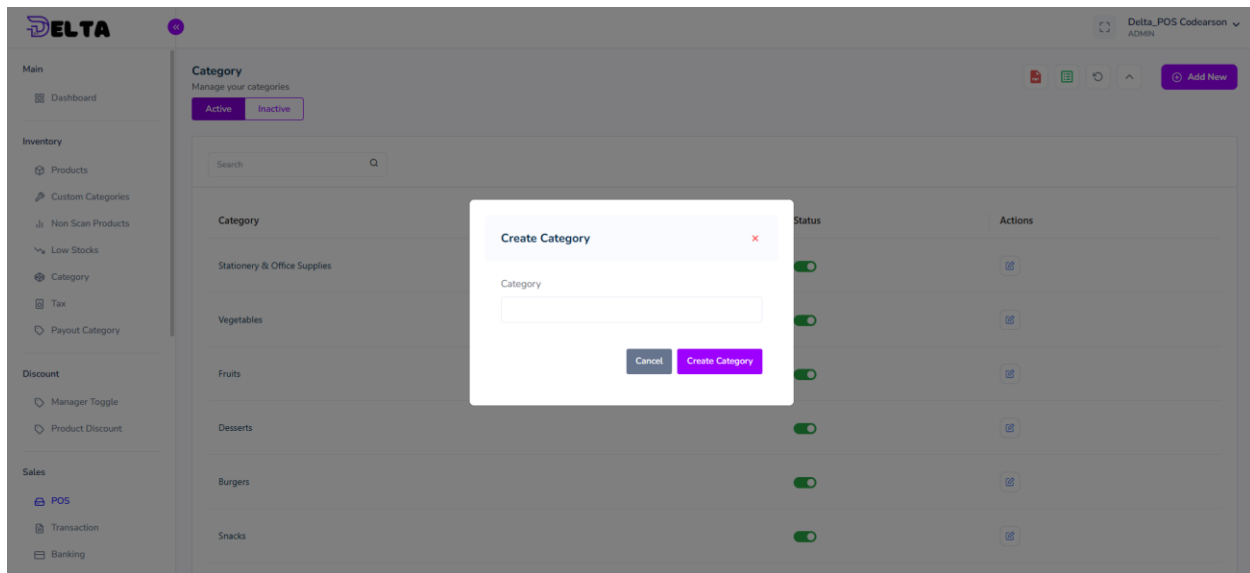 DELTA
Delta_POS Codearson
ADMIN
Main
Dashboard
Inventory
Products
Custom Categories
Non Scan Products
Low Stocks
Category
Tax
Payout Category
Discount
Manager Toggle
Product Discount
Sales
POS
Transaction
Banking
Category
Manage your categories
Active Inactive
Add New
Search
Category Status Actions
Stationery & Office Supplies
Vegetables
Fruits
Desserts
Burgers
Snacks
Create Category
Category
Cancel Create Category